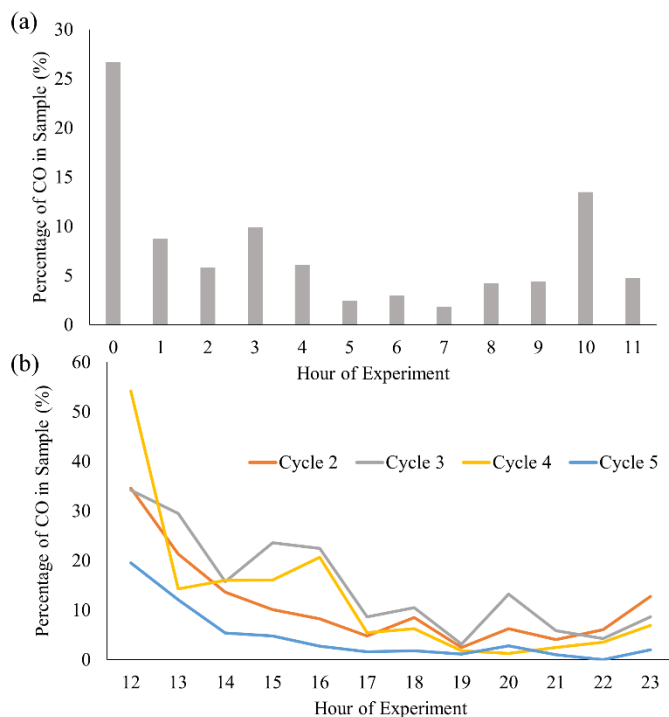 (a)
Percentage of CO in Sample (%)
30
25
20
15
10
5
0
0 1 2 3 4 5 6 7 8 9 10 11
Hour of Experiment
(b)
Percentage of CO in Sample (%)
60
50
40
30
20
10
0
Cycle 2 Cycle 3 Cycle 4 Cycle 5
12 13 14 15 16 17 18 19 20 21 22 23
Hour of Experiment